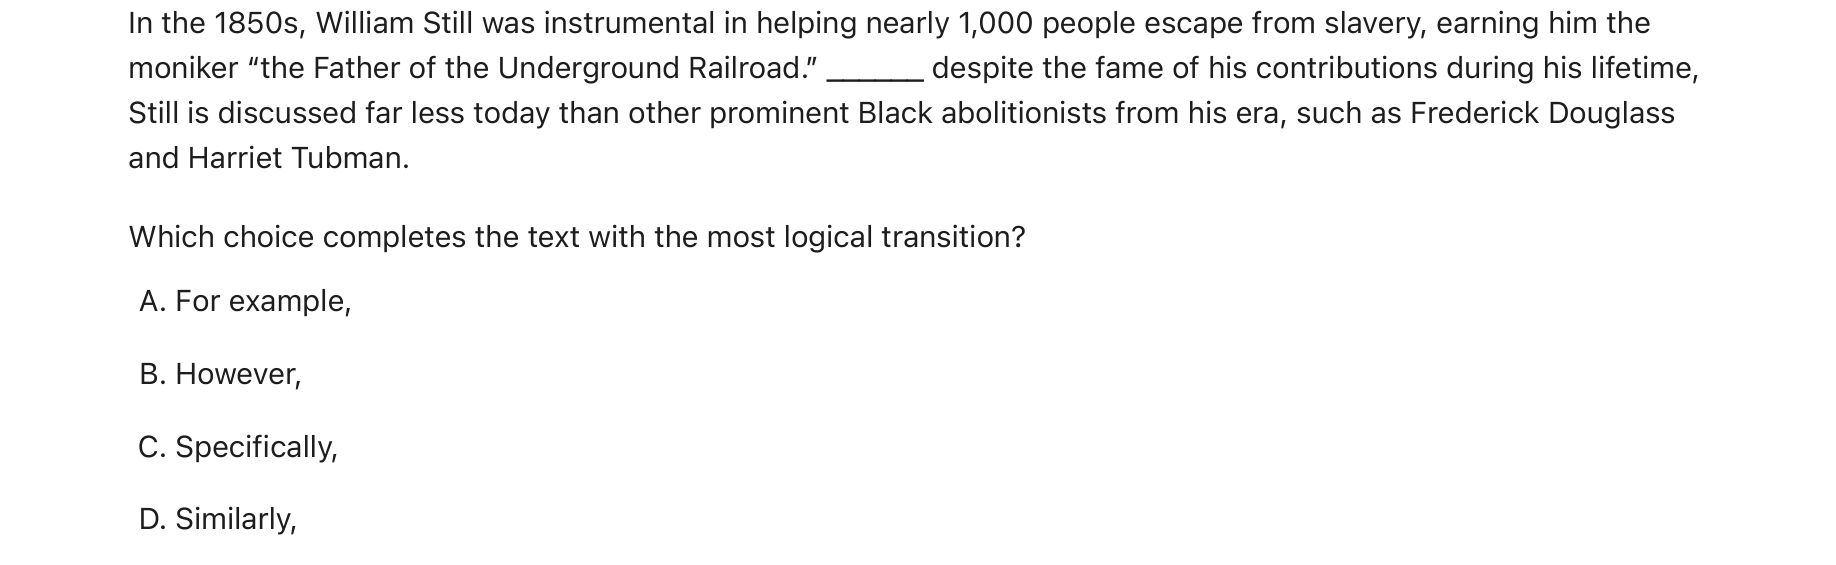 In the 1850s, William Still was instrumental in helping nearly 1,000 people escape from slavery, earning him the
moniker “the Father of the Underground Railroad.” ______ despite the fame of his contributions during his lifetime,
Still is discussed far less today than other prominent Black abolitionists from his era, such as Frederick Douglass
and Harriet Tubman.
Which choice completes the text with the most logical transition?
A. For example,
B. However,
C. Specifically,
D. Similarly,